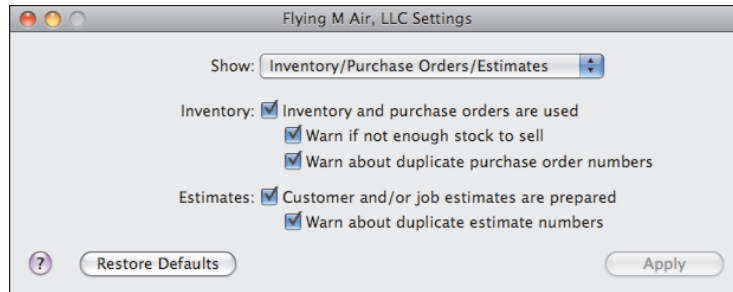 Flying M Air, LLC Settings
Show: Inventory/Purchase Orders/Estimates
Inventory: Inventory and purchase orders are used
Warn if not enough stock to sell
Warn about duplicate purchase order numbers
Estimates: Customer and/or job estimates are prepared
Warn about duplicate estimate numbers
? Restore Defaults Apply